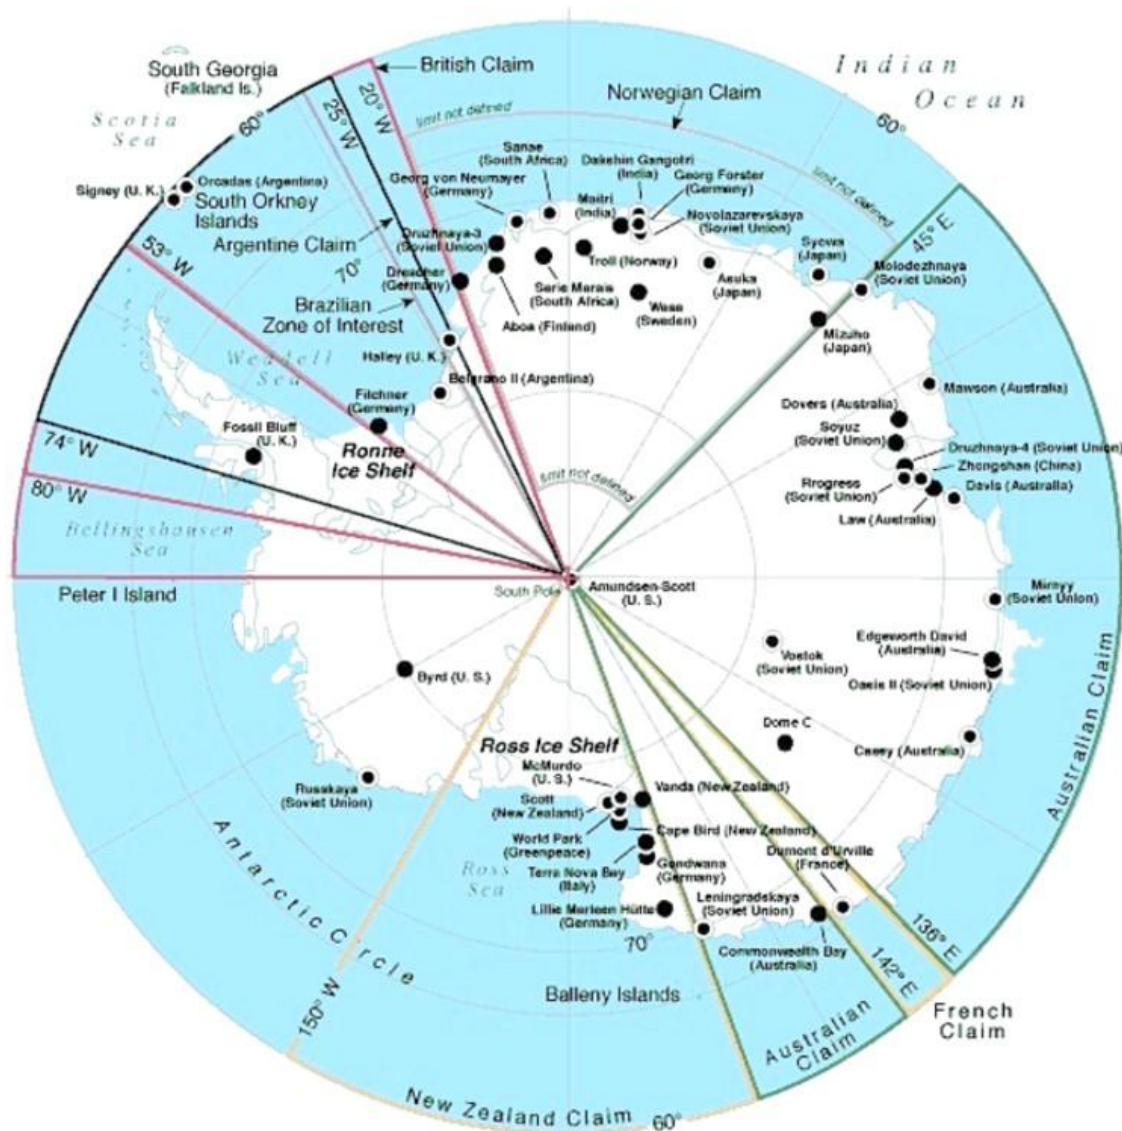 South Georgia
(Falkland Is.)
Scotia
Sea
60°
25° W
20° W
British Claim
Norwegian Claim
Indian
Ocean
60°
limit not defined
limit not defined
Signey (U. K.)
Orcadas (Argentina)
South Orkney
Islands
Argentine Claim
53° W
70°
Brazilian
Zone of Interest
Weddell
Sea
Sanae
(South Africa)
Georg von Neumayer
(Germany)
Druzhnaya-3
(Soviet Union)
Drescher
(Germany)
Dakshin Gangotri
(India)
Georg Forster
(Germany)
Maitri
(India)
Novolazarevskaya
(Soviet Union)
Troll (Norway)
Sarie Marais
(South Africa)
Aboa (Finland)
Wasa
(Sweden)
Asuka
(Japan)
Syowa
(Japan)
45° E
Molodezhnaya
(Soviet Union)
Mizuho
(Japan)
Halley (U. K.)
Belgrano II (Argentina)
Filchner
(Germany)
Ronne
Ice Shelf
Fossil Bluff
(U. K.)
74° W
80° W
Bellingshausen
Sea
Peter I Island
limit not defined
Mawson (Australia)
Dovers (Australia)
Soyuz
(Soviet Union)
Druzhnaya-4 (Soviet Union)
Zhongshan (China)
Rrogress
(Soviet Union)
Davis (Australia)
Law (Australia)
South Pole
Amundsen-Scott
(U. S.)
Mirnyy
(Soviet Union)
Edgeworth David
(Australia)
Oasis II (Soviet Union)
Vostok
(Soviet Union)
Dome C
Casey (Australia)
Australian Claim
Byrd (U. S.)
Russkaya
(Soviet Union)
Ross Ice Shelf
McMurdo
(U. S.)
Vanda (New Zealand)
Scott
(New Zealand)
Cape Bird (New Zealand)
World Park
(Greenpeace)
Ross
Sea
Terra Nova Bay
(Italy)
Gondwana
(Germany)
Dumont d'Urville
(France)
Lillie Marleen Hütte
(Germany)
Leningradskaya
(Soviet Union)
Commonwealth Bay
(Australia)
70°
Antarctic Circle
Balleny Islands
150° W
136° E
142° E
French
Claim
Australian
Claim
New Zealand Claim
60°